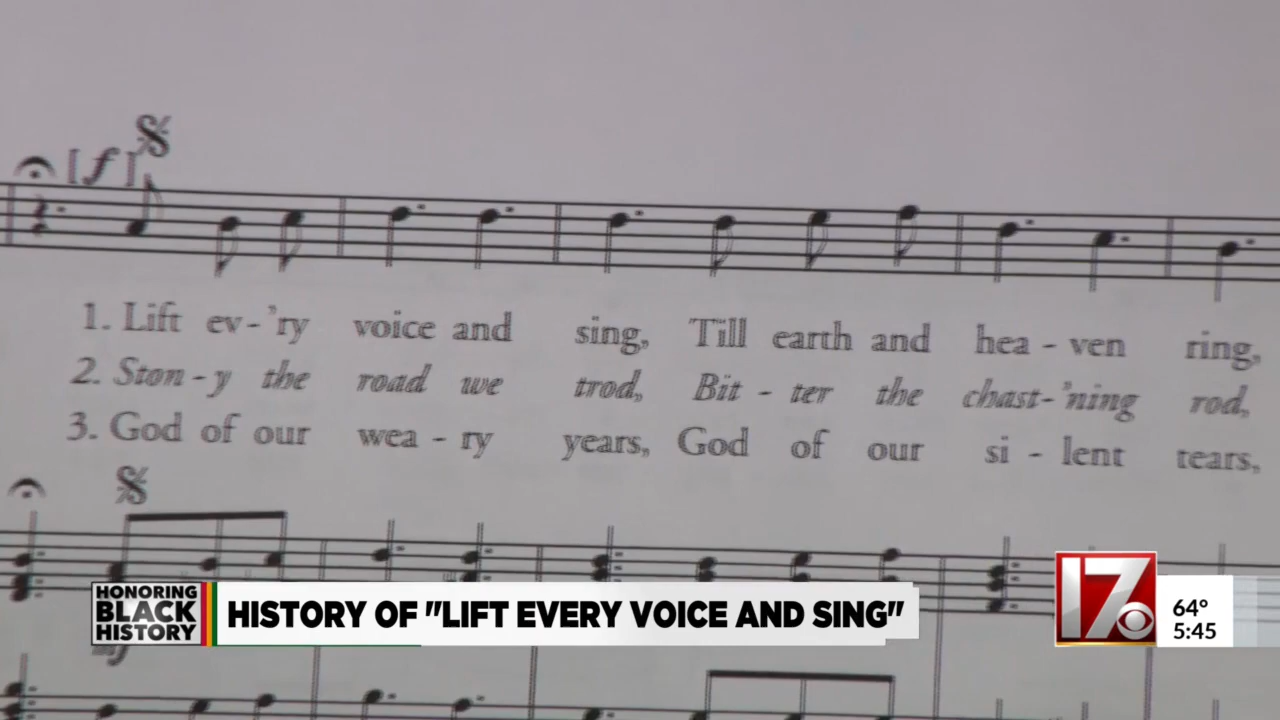 [f]
1. Lift ev-'ry voice and sing, Till earth and hea - ven ring,
2. Ston - y the road we trod, Bit - ter the chast-'ning rod,
3. God of our wea - ry years, God of our si - lent tears,
HONORING
BLACK
HISTORY
HISTORY OF "LIFT EVERY VOICE AND SING"
17
64°
5:45
mf